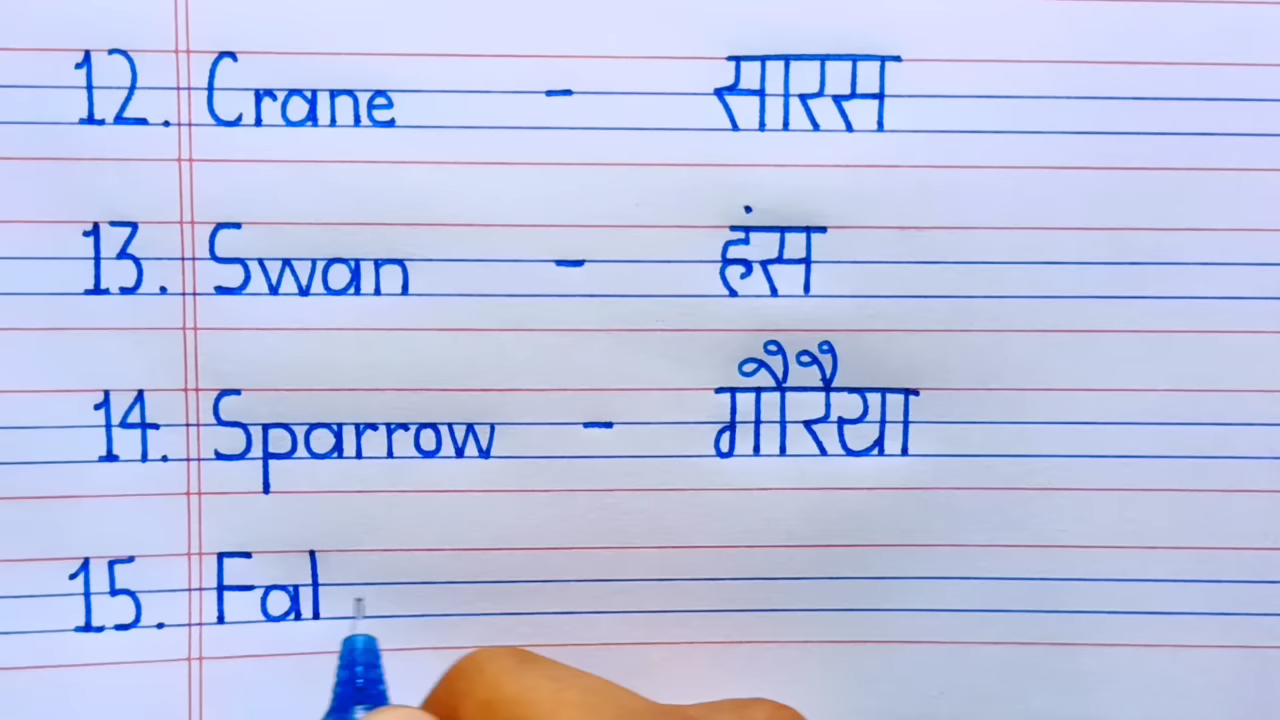 12. Crane - सारस
13. Swan - हंस
14. Sparrow - गौरैया
15. Fal